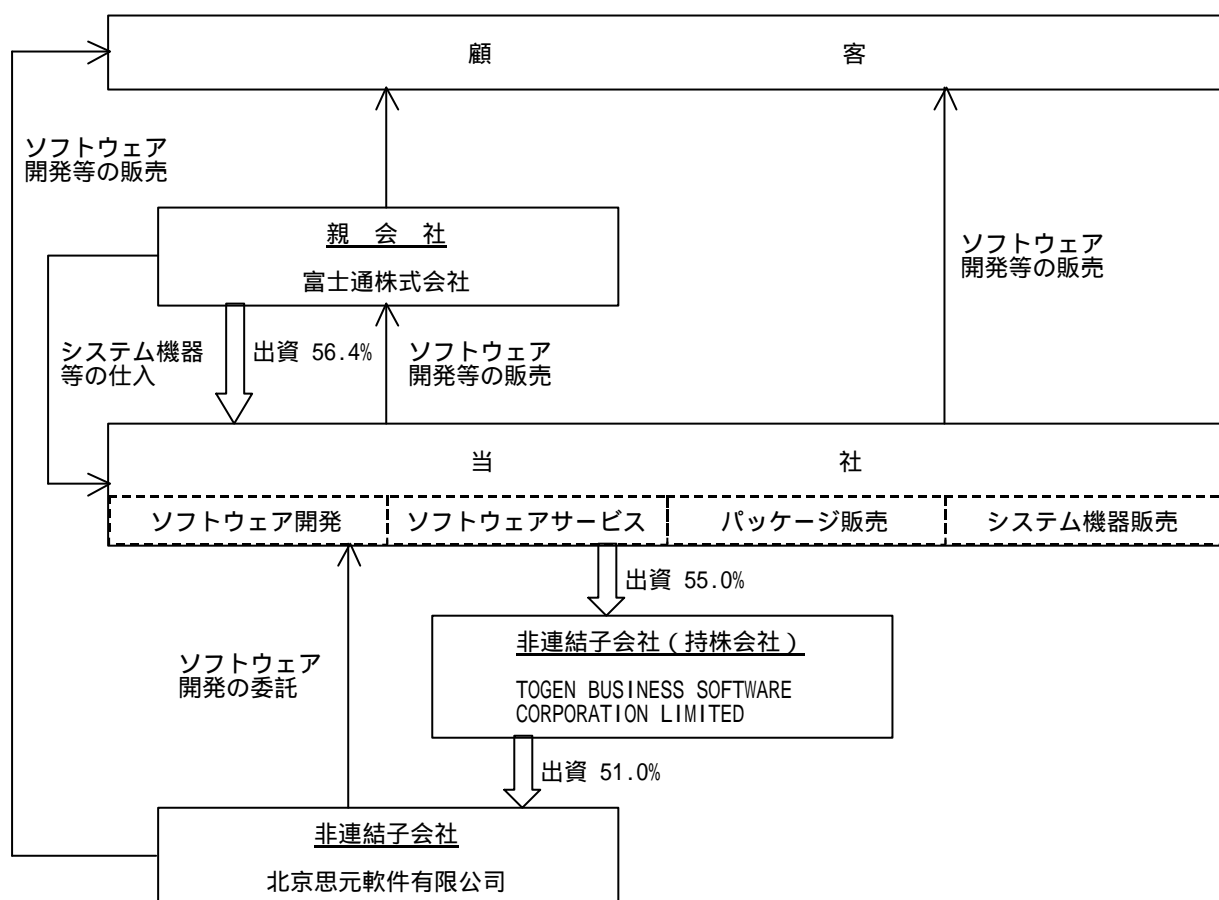 顧　客
ソフトウェア
開発等の販売
親　会　社
富士通株式会社
ソフトウェア
開発等の販売
システム機器
等の仕入
出資 56.4%
ソフトウェア
開発等の販売
当　社
ソフトウェア開発
ソフトウェアサービス
パッケージ販売
システム機器販売
出資 55.0%
非連結子会社（持株会社）
TOGEN BUSINESS SOFTWARE
CORPORATION LIMITED
ソフトウェア
開発の委託
出資 51.0%
非連結子会社
北京思元軟件有限公司